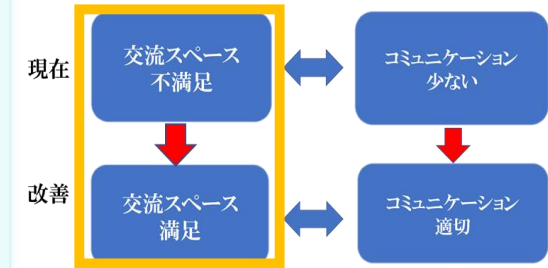 現在
交流スペース
不満足
コミュニケーション
少ない
改善
交流スペース
満足
コミュニケーション
適切